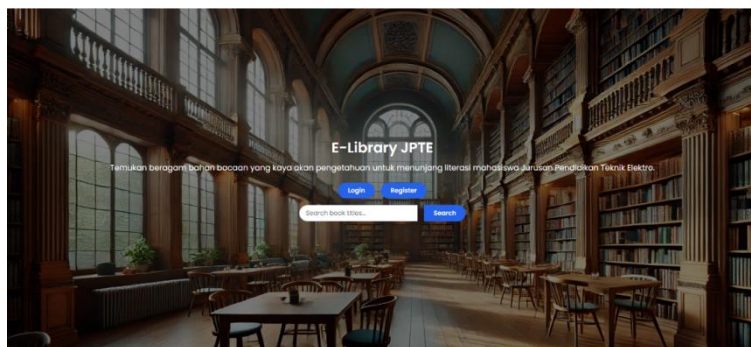 E-Library JPTE
Temukan beragam bahan bacaan yang kaya akan pengetahuan untuk menunjang literasi mahasiswa Jurusan Pendidikan Teknik Elektro.
Login Register
Search book titles... Search